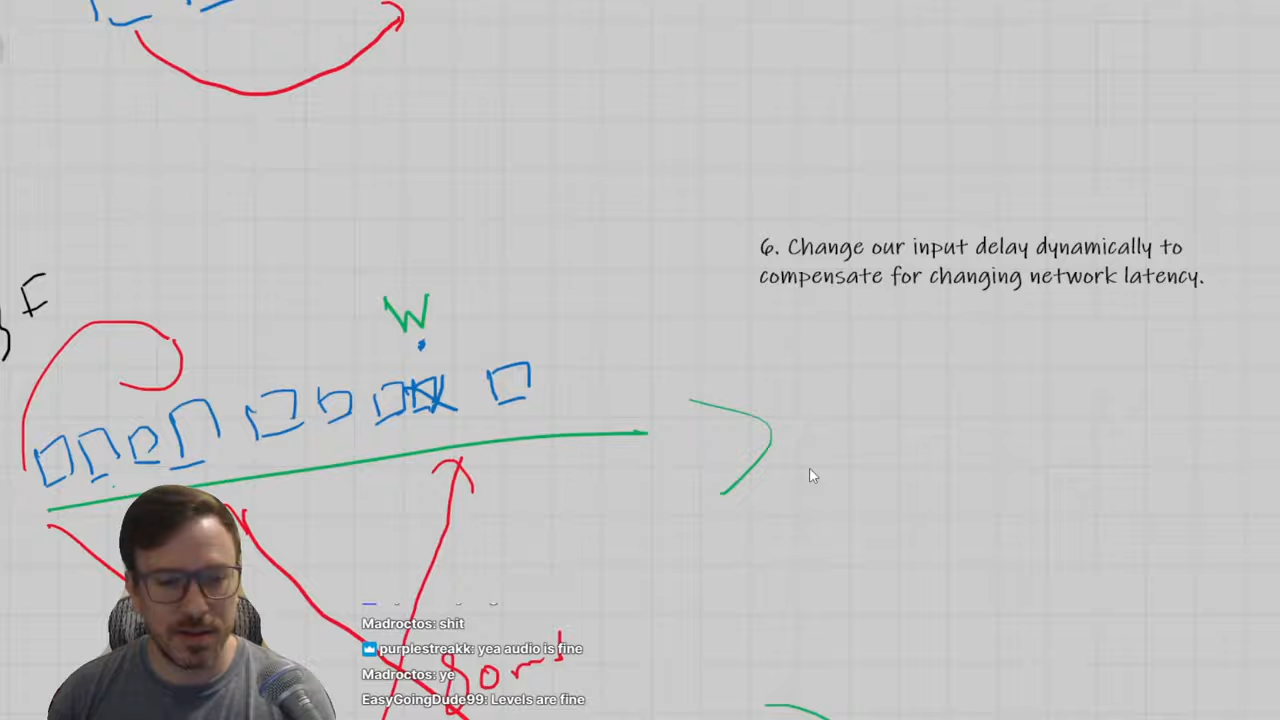 6. Change our input delay dynamically to
compensate for changing network latency.
F
W
80ms
Madroctos: shit
purplestreakk: yea audio is fine
Madroctos: ye
EasyGoingDude99: Levels are fine